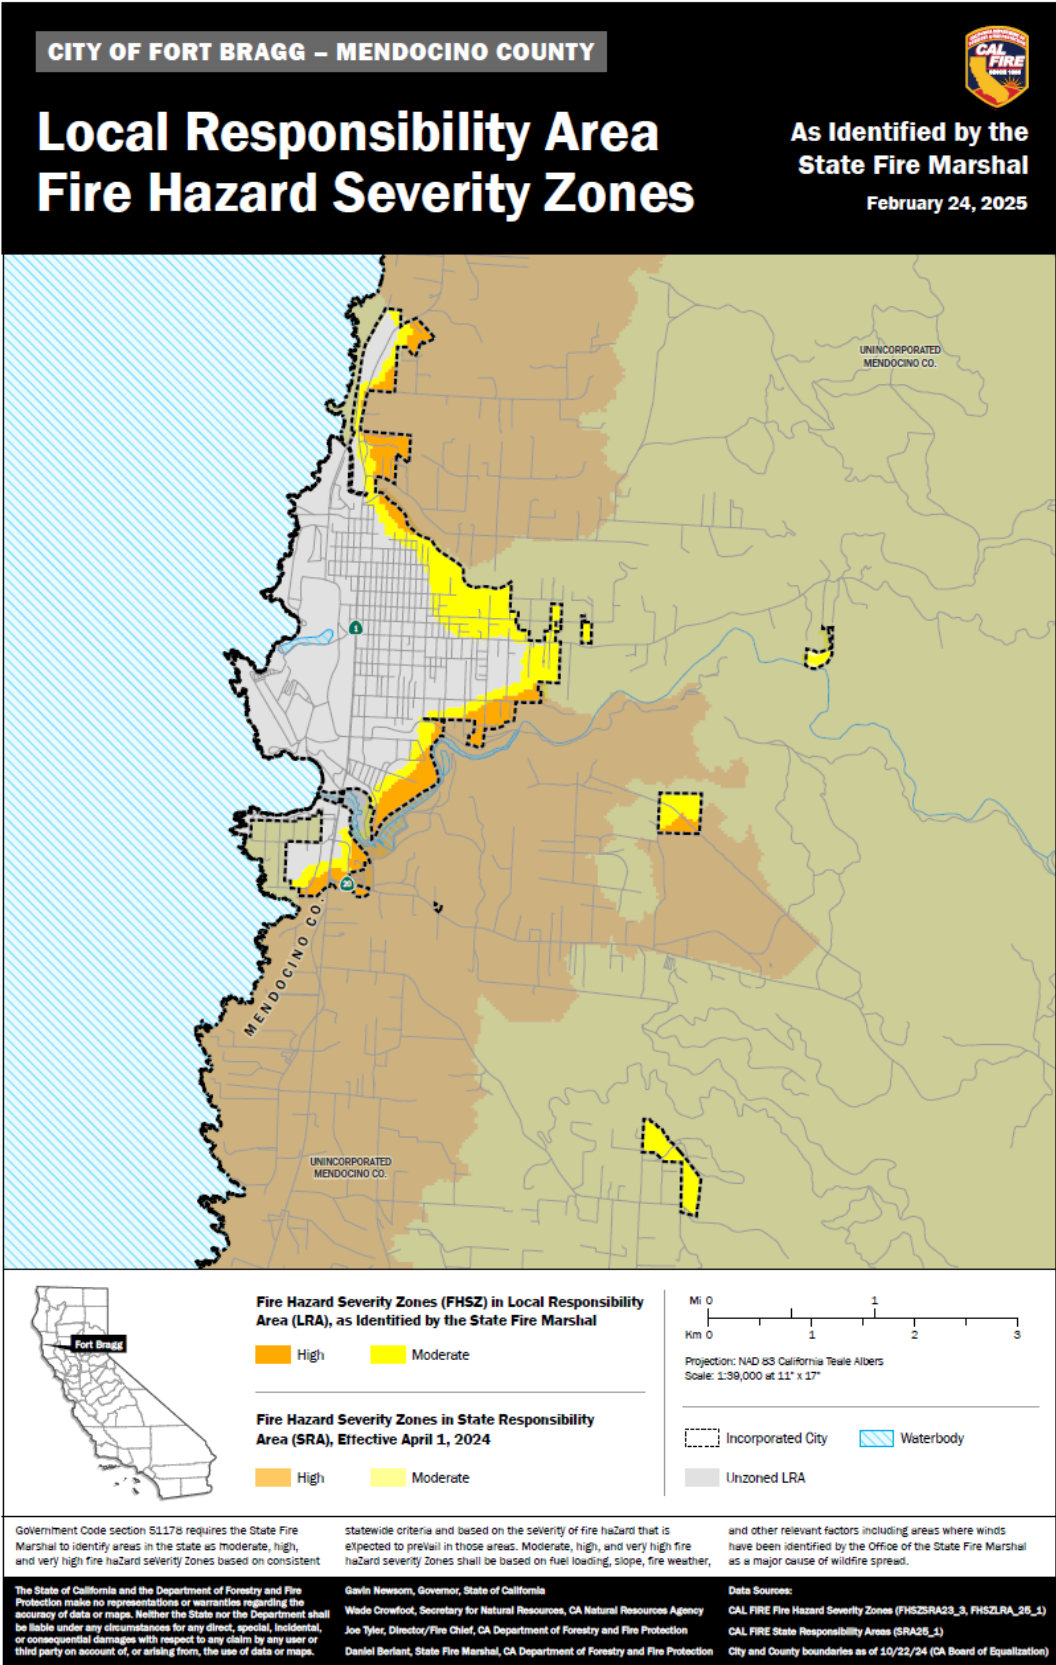 CITY OF FORT BRAGG – MENDOCINO COUNTY
CAL
FIRE
SINCE 1885
Local Responsibility Area
Fire Hazard Severity Zones
As Identified by the
State Fire Marshal
February 24, 2025
UNINCORPORATED
MENDOCINO CO.
1
20
MENDOCINO CO.
UNINCORPORATED
MENDOCINO CO.
Fort Bragg
Fire Hazard Severity Zones (FHSZ) in Local Responsibility
Area (LRA), as Identified by the State Fire Marshal
High
Moderate
Fire Hazard Severity Zones in State Responsibility
Area (SRA), Effective April 1, 2024
High
Moderate
Mi 0 1
Km 0 1 2 3
Projection: NAD 83 California Teale Albers
Scale: 1:39,000 at 11" x 17"
Incorporated City
Waterbody
Unzoned LRA
Government Code section 51178 requires the State Fire
Marshal to identify areas in the state as moderate, high,
and very high fire hazard severity zones based on consistent
statewide criteria and based on the severity of fire hazard that is
expected to prevail in those areas. Moderate, high, and very high fire
hazard severity zones shall be based on fuel loading, slope, fire weather,
and other relevant factors including areas where winds
have been identified by the Office of the State Fire Marshal
as a major cause of wildfire spread.
The State of California and the Department of Forestry and Fire
Protection make no representations or warranties regarding the
accuracy of data or maps. Neither the State nor the Department shall
be liable under any circumstances for any direct, special, incidental,
or consequential damages with respect to any claim by any user or
third party on account of, or arising from, the use of data or maps.
Gavin Newsom, Governor, State of California
Wade Crowfoot, Secretary for Natural Resources, CA Natural Resources Agency
Joe Tyler, Director/Fire Chief, CA Department of Forestry and Fire Protection
Daniel Berlant, State Fire Marshal, CA Department of Forestry and Fire Protection
Data Sources:
CAL FIRE Fire Hazard Severity Zones (FHSZSRA23_3, FHSZLRA_25_1)
CAL FIRE State Responsibility Areas (SRA25_1)
City and County boundaries as of 10/22/24 (CA Board of Equalization)